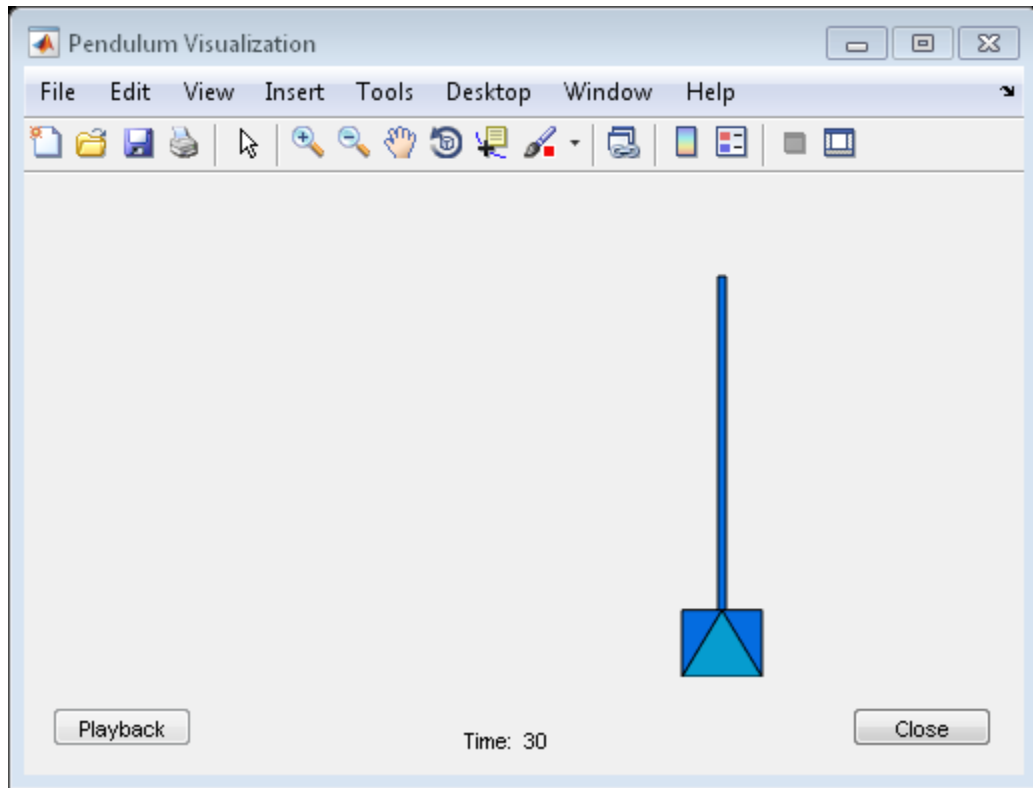 Pendulum Visualization
File Edit View Insert Tools Desktop Window Help
Playback
Time: 30
Close